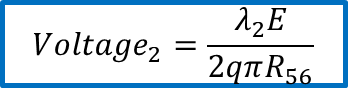 Voltage₂ = λ₂E / 2qπR₅₆